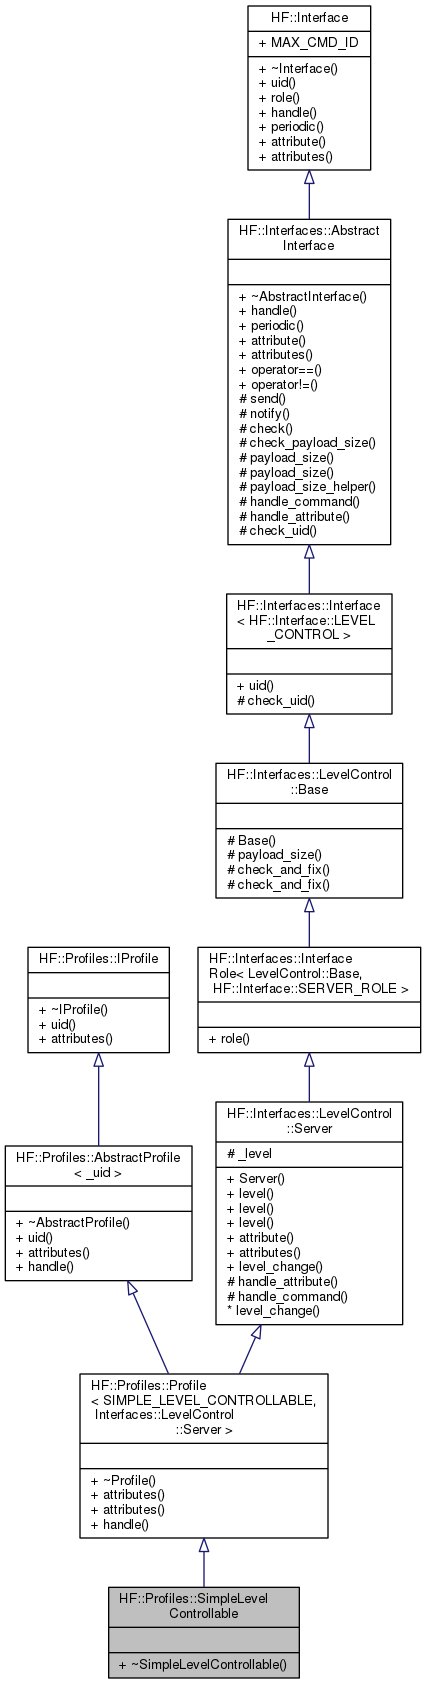 HF::Interface
+ MAX_CMD_ID
+ ~Interface()
+ uid()
+ role()
+ handle()
+ periodic()
+ attribute()
+ attributes()
HF::Interfaces::Abstract
Interface
+ ~AbstractInterface()
+ handle()
+ periodic()
+ attribute()
+ attributes()
+ operator==()
+ operator!=()
# send()
# notify()
# check()
# check_payload_size()
# payload_size()
# payload_size()
# payload_size_helper()
# handle_command()
# handle_attribute()
# check_uid()
HF::Interfaces::Interface
< HF::Interface::LEVEL
_CONTROL >
+ uid()
# check_uid()
HF::Interfaces::LevelControl
::Base
# Base()
# payload_size()
# check_and_fix()
# check_and_fix()
HF::Profiles::IProfile
+ ~IProfile()
+ uid()
+ attributes()
HF::Interfaces::Interface
Role< LevelControl::Base,
HF::Interface::SERVER_ROLE >
+ role()
HF::Profiles::AbstractProfile
< _uid >
+ ~AbstractProfile()
+ uid()
+ attributes()
+ handle()
HF::Interfaces::LevelControl
::Server
# _level
+ Server()
+ level()
+ level()
+ level()
+ attribute()
+ attributes()
+ level_change()
# handle_attribute()
# handle_command()
* level_change()
HF::Profiles::Profile
< SIMPLE_LEVEL_CONTROLLABLE,
Interfaces::LevelControl
::Server >
+ ~Profile()
+ attributes()
+ attributes()
+ handle()
HF::Profiles::SimpleLevel
Controllable
+ ~SimpleLevelControllable()